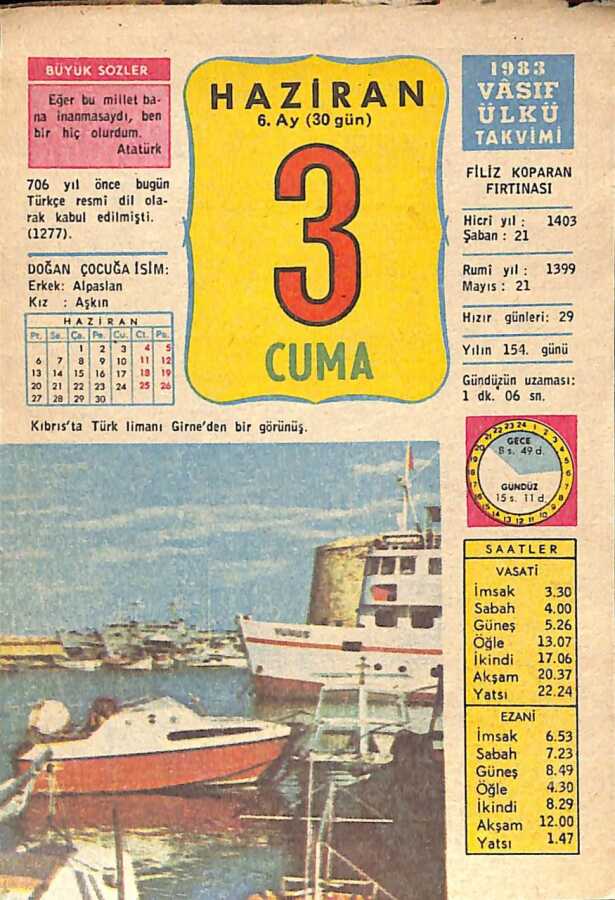 BÜYÜK SÖZLER
Eğer bu millet ba-
na inanmasaydı, ben
bir hiç olurdum.
Atatürk
706 yıl önce bugün
Türkçe resmî dil ola-
rak kabul edilmişti.
(1277).
DOĞAN ÇOCUĞA İSİM:
Erkek: Alpaslan
Kız : Aşkın
HAZİRAN
Pt. Sa. Ça. Pe. Cu. Ct. Pa.
1 2 3 4 5
6 7 8 9 10 11 12
13 14 15 16 17 18 19
20 21 22 23 24 25 26
27 28 29 30
HAZİRAN
6. Ay (30 gün)
3
CUMA
1983
VÂSIF
ÜLKÜ
TAKVİMİ
FİLİZ KOPARAN
FIRTINASI
Hicrî yıl : 1403
Şaban : 21
Rumî yıl : 1399
Mayıs : 21
Hızır günleri: 29
Yılın 154. günü
Gündüzün uzaması:
1 dk. 06 sn.
Kıbrıs'ta Türk limanı Girne'den bir görünüş.
GECE
8 s. 49 d.
GÜNDÜZ
15 s. 11 d.
SAATLER
VASATİ
İmsak 3.30
Sabah 4.00
Güneş 5.26
Öğle 13.07
İkindi 17.06
Akşam 20.37
Yatsı 22.24
EZANİ
İmsak 6.53
Sabah 7.23
Güneş 8.49
Öğle 4.30
İkindi 8.29
Akşam 12.00
Yatsı 1.47